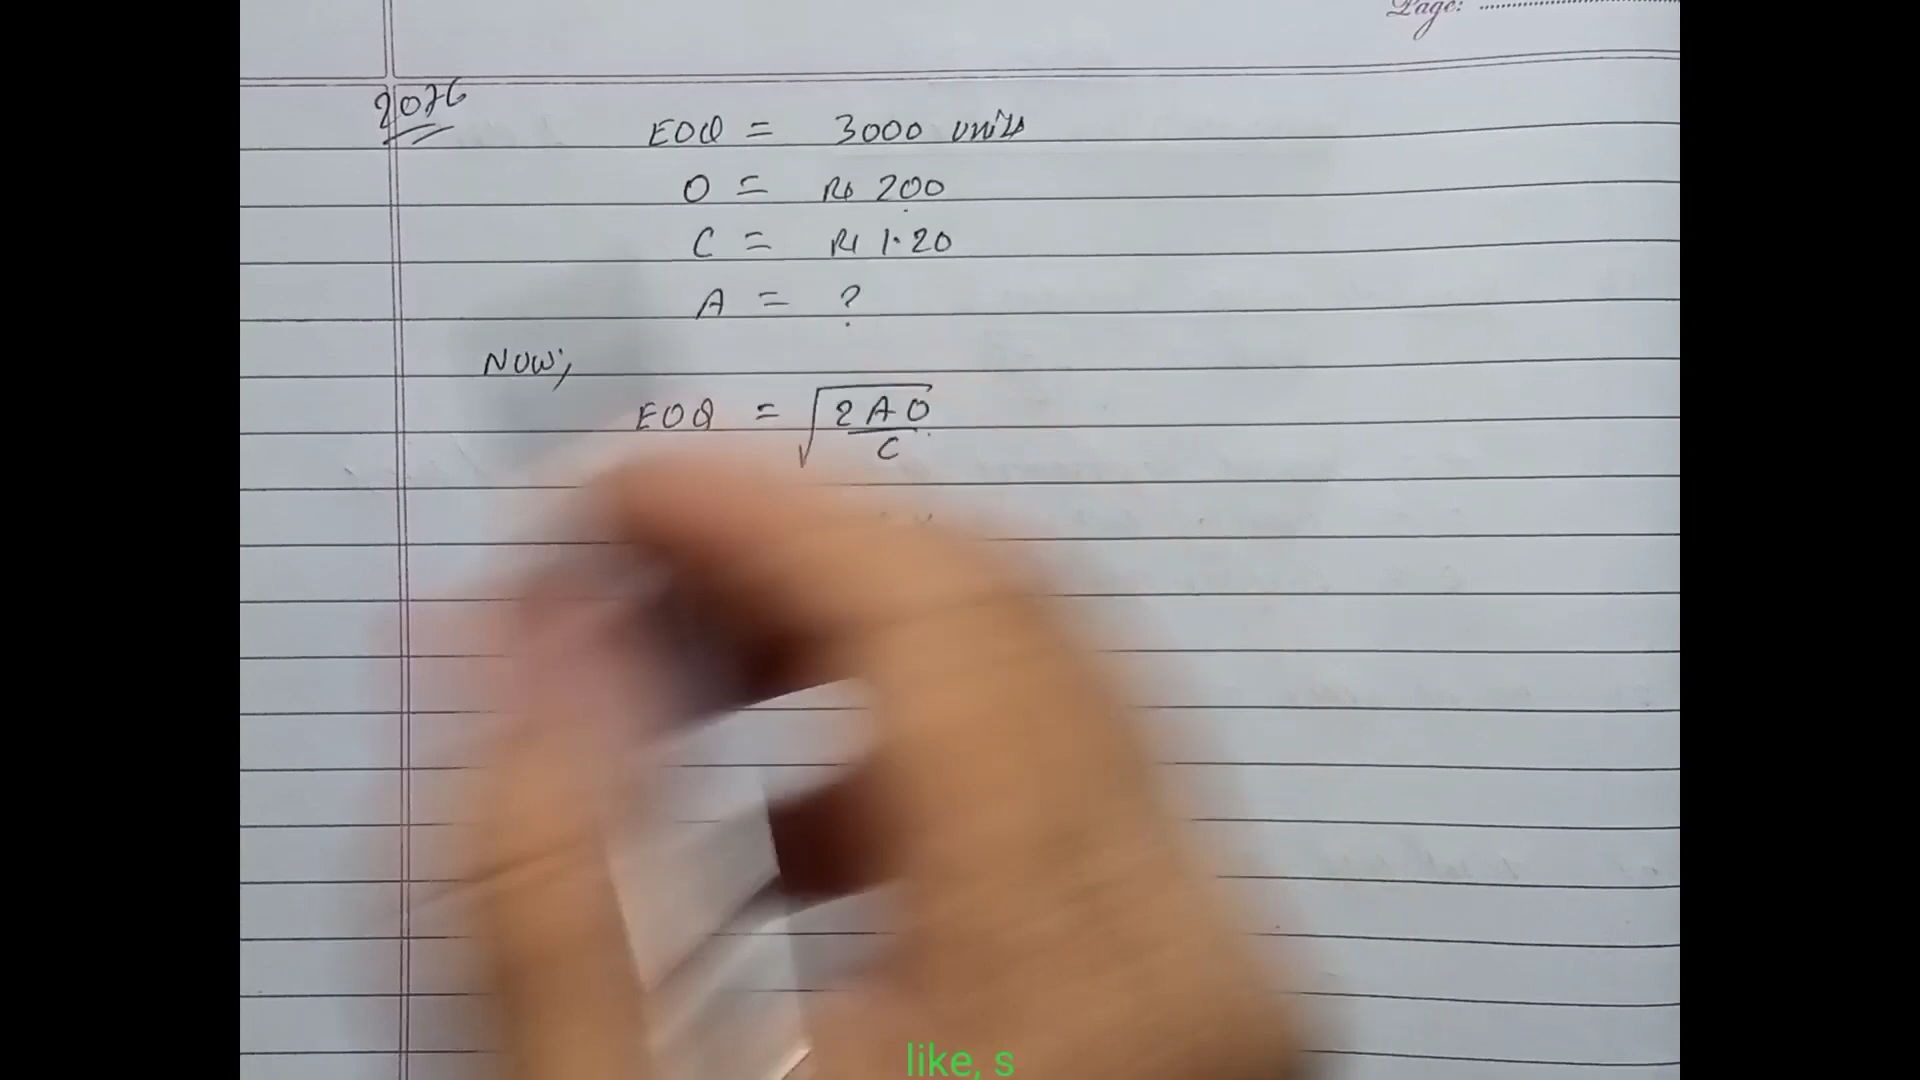 Page: ........................
2076
EOQ = 3000 units
O = Rs 200
C = Rs 1.20
A = ?
Now;
EOQ = √2AO/C
like, s